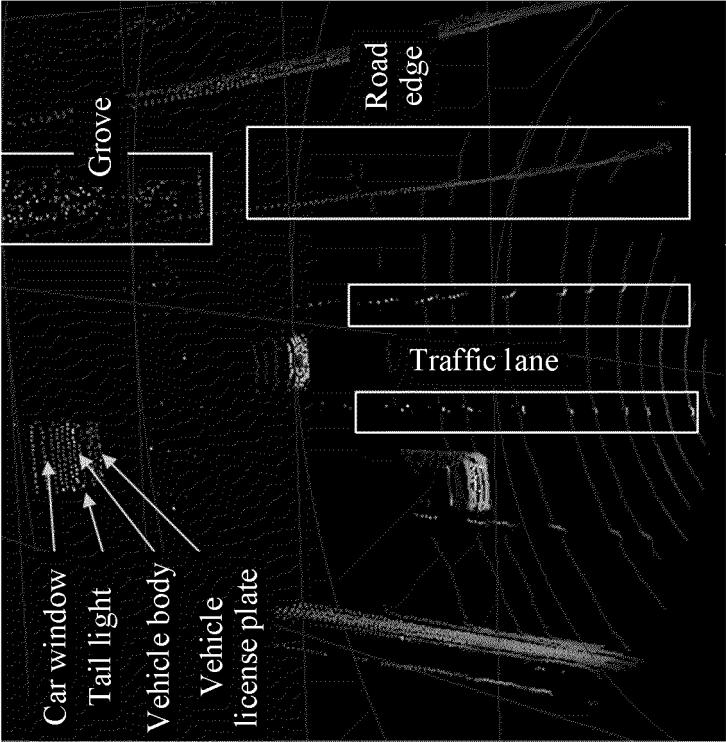 Road
edge
Grove
Traffic lane
Car window
Tail light
Vehicle body
Vehicle
license plate